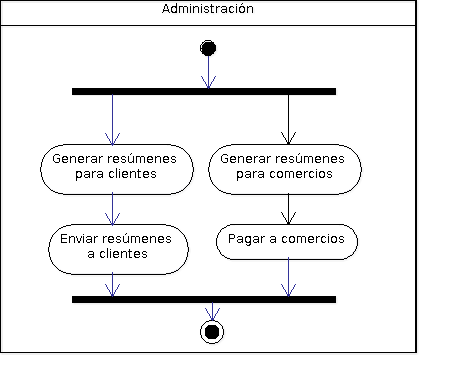 Administración
Generar resúmenes
para clientes
Generar resúmenes
para comercios
Enviar resúmenes
a clientes
Pagar a comercios